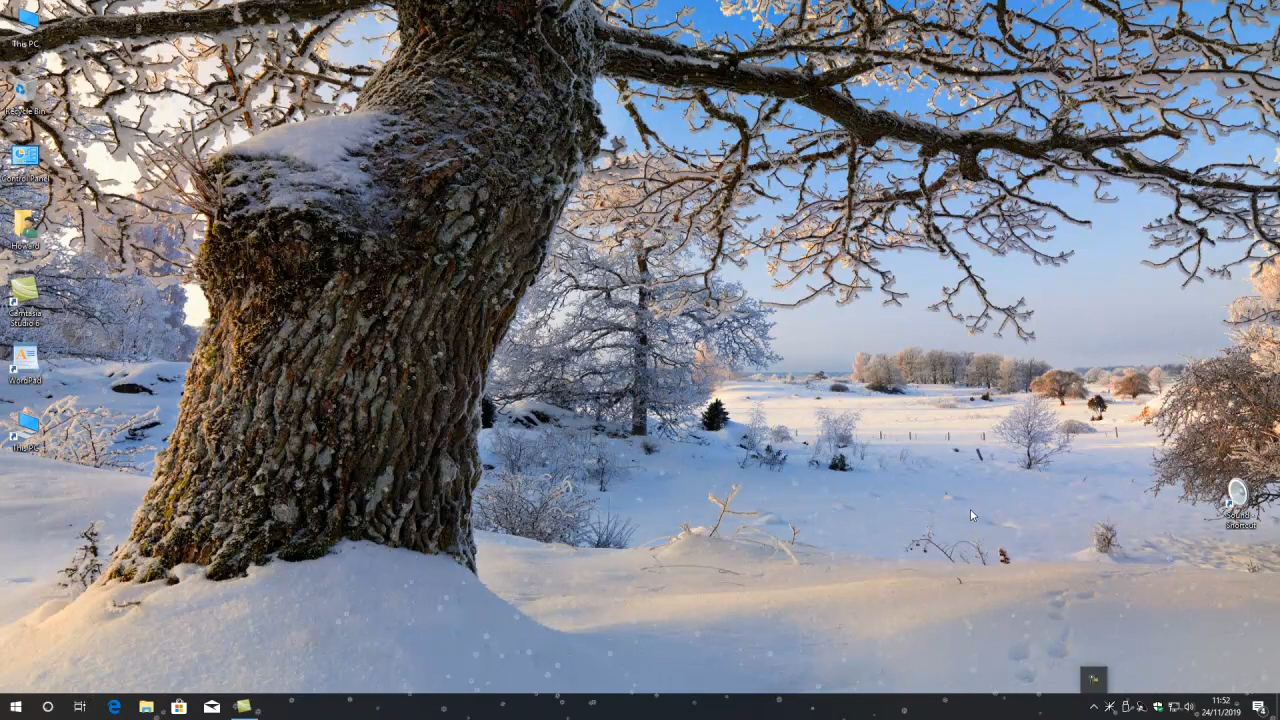 This PC
Recycle Bin
Control Panel
Howard
Camtasia
Studio 6
WordPad
This PC
Sound
Shortcut
11:52
24/11/2019
4